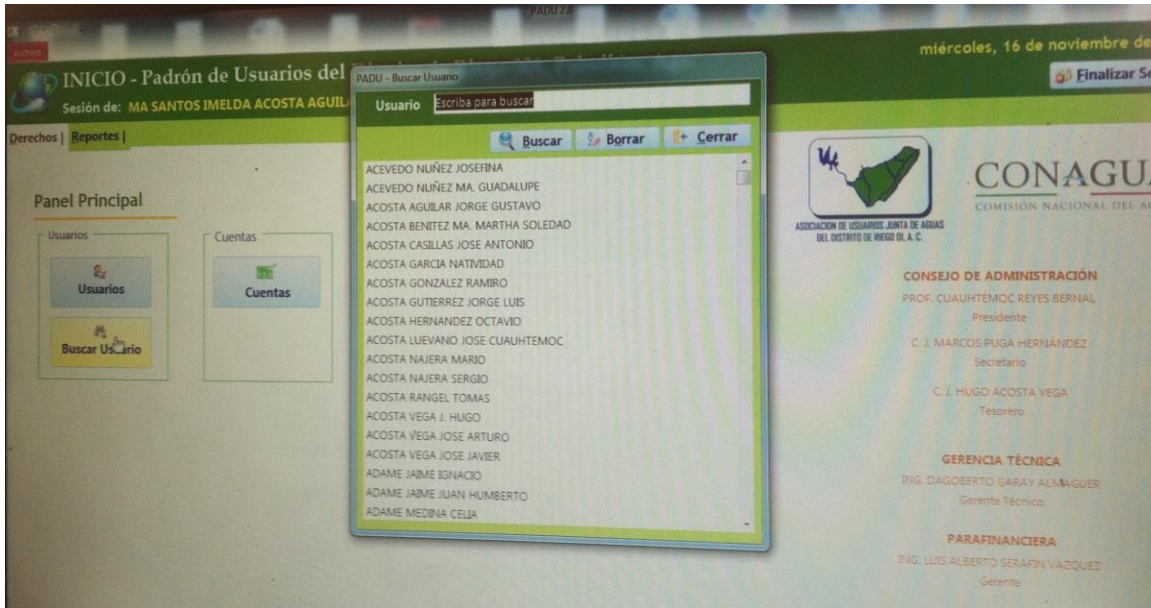 PADU 2.0
Archivo
miércoles, 16 de noviembre de
INICIO - Padrón de Usuarios del
Finalizar Se
Sesión de: MA SANTOS IMELDA ACOSTA AGUIL
Derechos | Reportes |
PADU - Buscar Usuario
Usuario Escriba para buscar
Buscar Borrar Cerrar
ACEVEDO NUÑEZ JOSEFINA
ACEVEDO NUÑEZ MA. GUADALUPE
ACOSTA AGUILAR JORGE GUSTAVO
ACOSTA BENITEZ MA. MARTHA SOLEDAD
ACOSTA CASILLAS JOSE ANTONIO
ACOSTA GARCIA NATIVIDAD
ACOSTA GONZALEZ RAMIRO
ACOSTA GUTIERREZ JORGE LUIS
ACOSTA HERNANDEZ OCTAVIO
ACOSTA LUEVANO JOSE CUAUHTEMOC
ACOSTA NAJERA MARIO
ACOSTA NAJERA SERGIO
ACOSTA RANGEL TOMAS
ACOSTA VEGA J. HUGO
ACOSTA VEGA JOSE ARTURO
ACOSTA VEGA JOSE JAVIER
ADAME JAIME IGNACIO
ADAME JAIME JUAN HUMBERTO
ADAME MEDINA CELIA
Panel Principal
Usuarios
Usuarios
Buscar Usuario
Cuentas
Cuentas
ASOCIACION DE USUARIOS JUNTA DE AGUAS
DEL DISTRITO DE RIEGO 01, A. C.
CONAGUA
COMISIÓN NACIONAL DEL AG
CONSEJO DE ADMINISTRACIÓN
PROF. CUAUHTÉMOC REYES BERNAL
Presidente
C. J. MARCOS PUGA HERNÁNDEZ
Secretario
C. J. HUGO ACOSTA VEGA
Tesorero
GERENCIA TÉCNICA
ING. DAGOBERTO GARAY ALMAGUER
Gerente Técnico
PARAFINANCIERA
ING. LUIS ALBERTO SERAFIN VAZQUEZ
Gerente